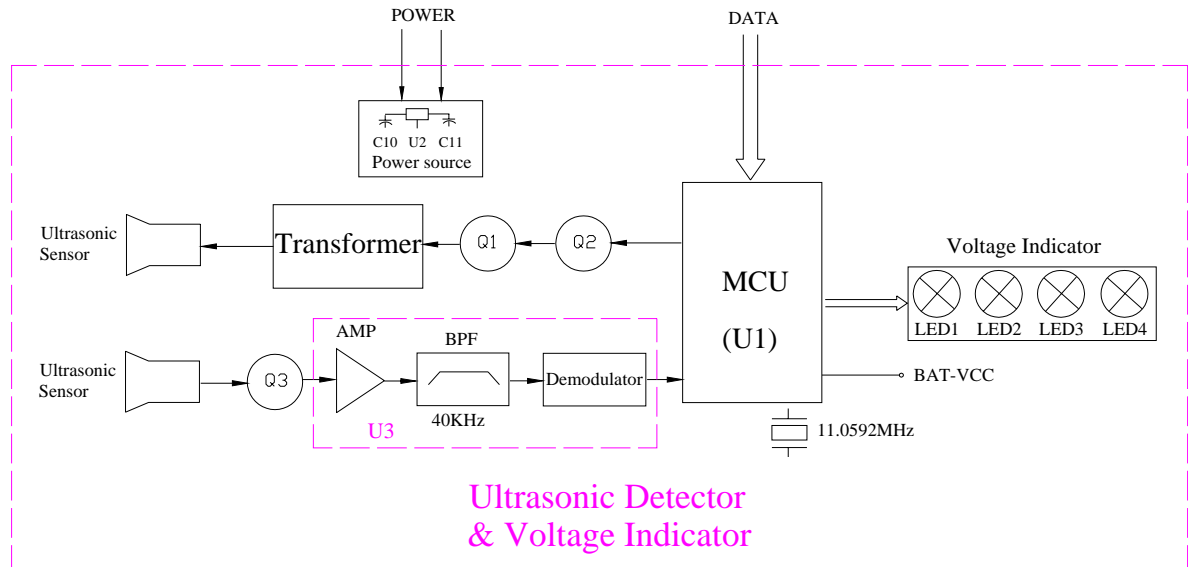 POWER
DATA
C10 U2 C11
Power source
Ultrasonic
Sensor
Transformer
Q1
Q2
MCU
(U1)
Voltage Indicator
LED1 LED2 LED3 LED4
BAT-VCC
11.0592MHz
Ultrasonic
Sensor
Q3
AMP
BPF
40KHz
Demodulator
U3
Ultrasonic Detector
& Voltage Indicator